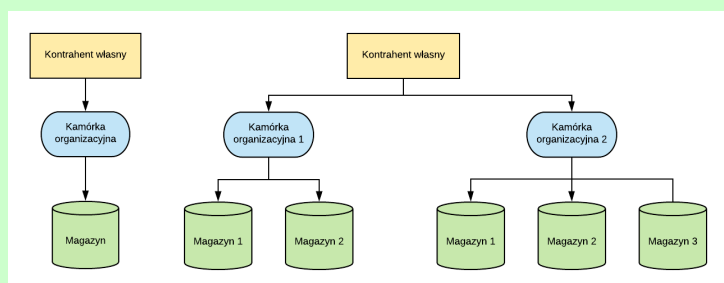 Kontrahent własny
Kontrahent własny
Kamórka
organizacyjna
Kamórka
organizacyjna 1
Kamórka
organizacyjna 2
Magazyn
Magazyn 1
Magazyn 2
Magazyn 1
Magazyn 2
Magazyn 3